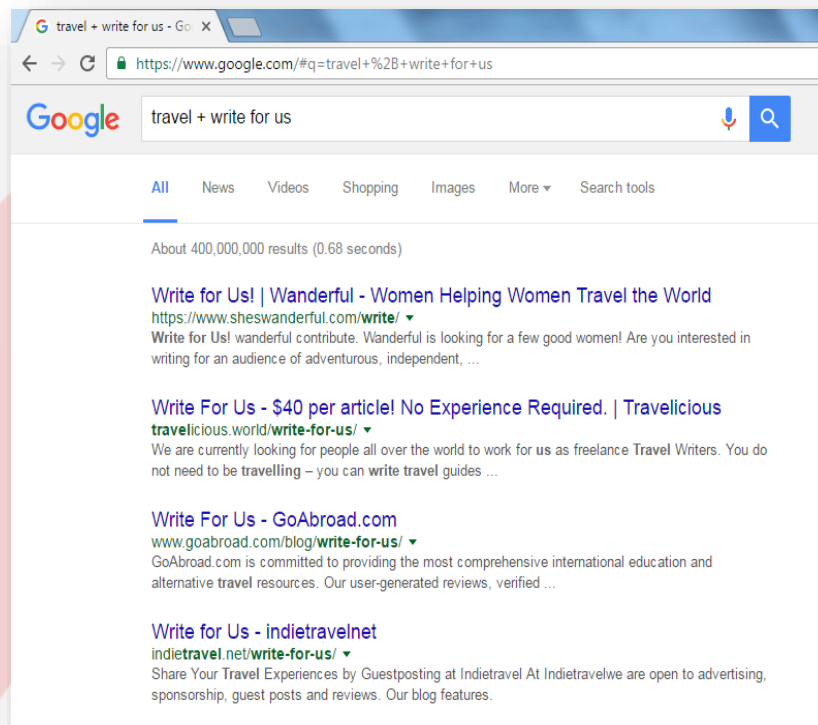 travel + write for us - Go
https://www.google.com/#q=travel+%2B+write+for+us
Google
travel + write for us
All News Videos Shopping Images More Search tools
About 400,000,000 results (0.68 seconds)
Write for Us! | Wanderful - Women Helping Women Travel the World
https://www.sheswanderful.com/write/
Write for Us! wanderful contribute. Wanderful is looking for a few good women! Are you interested in
writing for an audience of adventurous, independent, ...
Write For Us - $40 per article! No Experience Required. | Travelicious
travelicious.world/write-for-us/
We are currently looking for people all over the world to work for us as freelance Travel Writers. You do
not need to be travelling – you can write travel guides ...
Write For Us - GoAbroad.com
www.goabroad.com/blog/write-for-us/
GoAbroad.com is committed to providing the most comprehensive international education and
alternative travel resources. Our user-generated reviews, verified ...
Write for Us - indietravelnet
indietravel.net/write-for-us/
Share Your Travel Experiences by Guestposting at Indietravel At Indietravelwe are open to advertising,
sponsorship, guest posts and reviews. Our blog features.